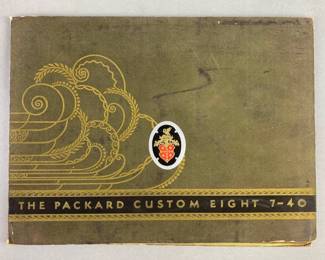 THE PACKARD CUSTOM EIGHT 7-40